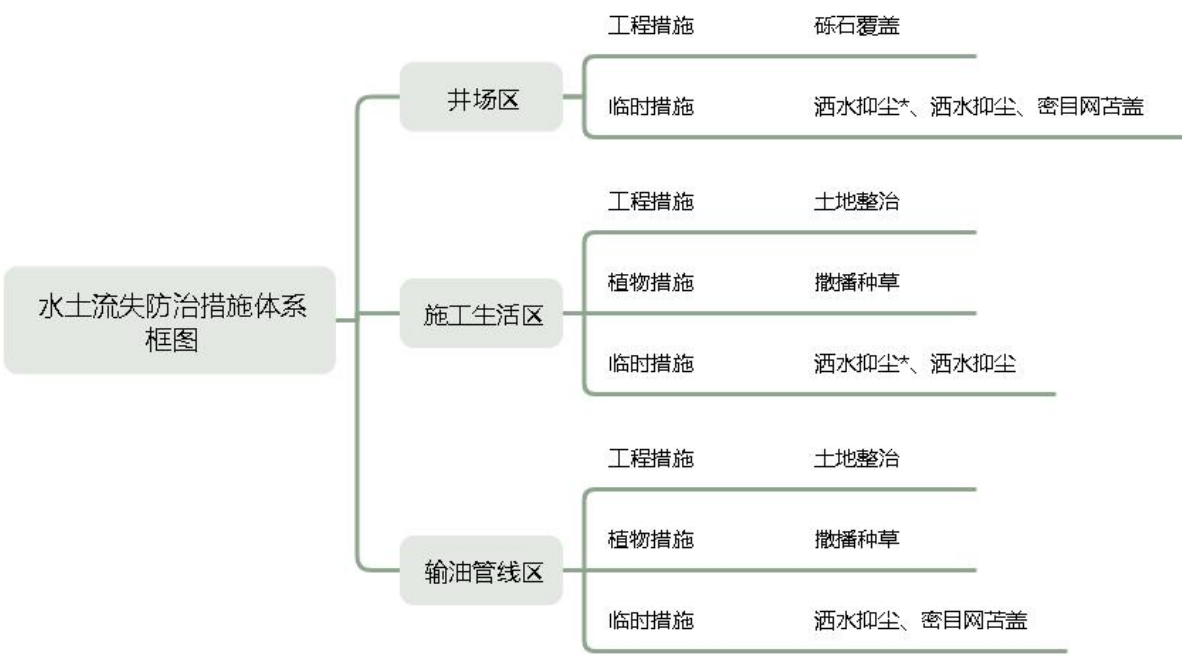 水土流失防治措施体系
框图
井场区
工程措施 砾石覆盖
临时措施 洒水抑尘*、洒水抑尘、密目网苫盖
施工生活区
工程措施 土地整治
植物措施 撒播种草
临时措施 洒水抑尘*、洒水抑尘
输油管线区
工程措施 土地整治
植物措施 撒播种草
临时措施 洒水抑尘、密目网苫盖